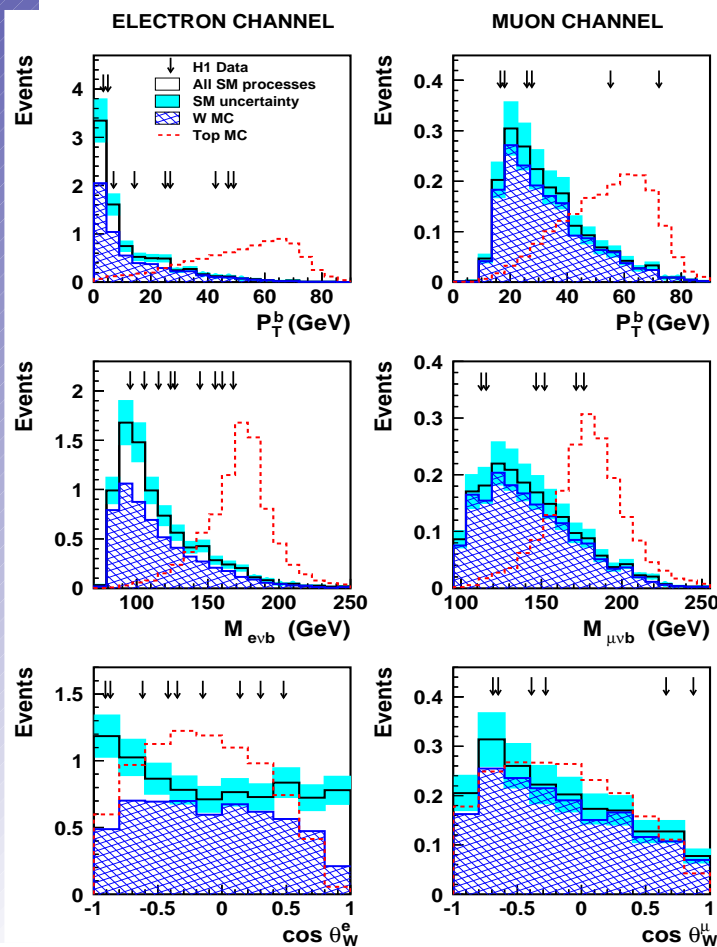 ELECTRON CHANNEL
MUON CHANNEL
Events
4
3
2
1
0
H1 Data
All SM processes
SM uncertainty
W MC
Top MC
0 20 40 60 80
P_T^b (GeV)
Events
0.4
0.3
0.2
0.1
0
0 20 40 60 80
P_T^b (GeV)
Events
2
1.5
1
0.5
0
100 150 200 250
M_eνb (GeV)
Events
0.4
0.3
0.2
0.1
0
100 150 200 250
M_μνb (GeV)
Events
1.5
1
0.5
0
-1 -0.5 0 0.5 1
cos θ_W^e
Events
0.4
0.3
0.2
0.1
0
-1 -0.5 0 0.5 1
cos θ_W^μ